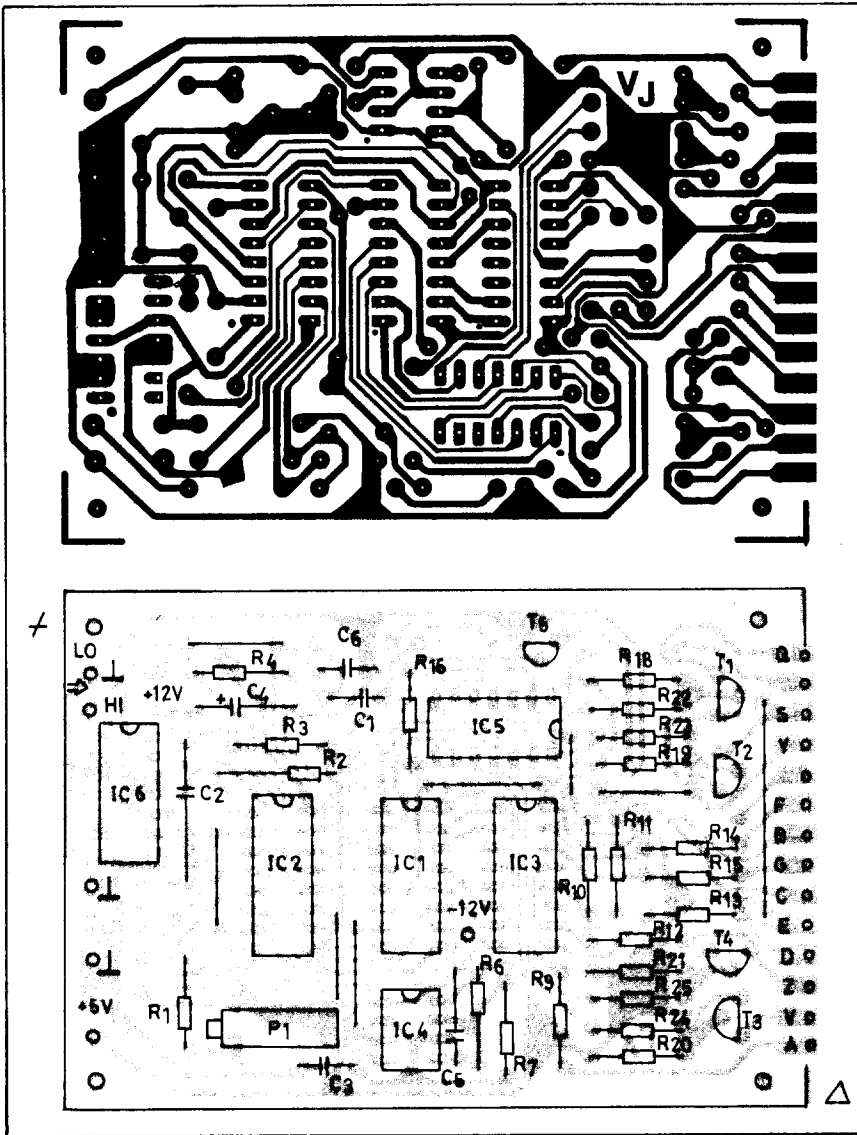 VJ
+
LO
HI
+12V
R4
C4
+
C6
C1
R16
T6
R18
T1
R22
R23
R19
T2
IC5
R3
R2
IC6
C2
IC2
IC1
IC3
R10
R11
R14
R15
R13
-12V
R12
T4
R21
R25
R24
R20
T3
+5V
R1
P1
IC4
C3
C5
R6
R7
R9
S
Y
F
B
G
C
E
D
Z
V
A
Δ